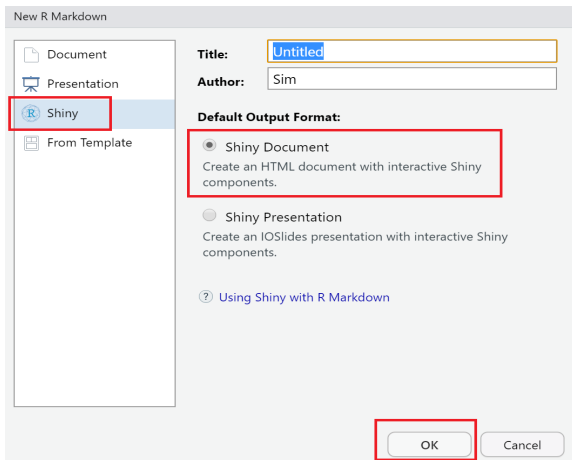 New R Markdown
Document
Presentation
R Shiny
From Template
Title: Untitled
Author: Sim
Default Output Format:
Shiny Document
Create an HTML document with interactive Shiny
components.
Shiny Presentation
Create an IOSlides presentation with interactive Shiny
components.
? Using Shiny with R Markdown
OK Cancel